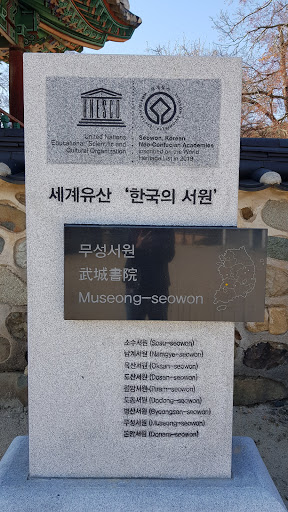 UNESCO
United Nations
Educational, Scientific and
Cultural Organization
Seowon, Korean
Neo-Confucian Academies
inscribed on the World
Heritage List in 2019
세계유산 ‘한국의 서원’
무성서원
武城書院
Museong-seowon
소수서원 (Sosu-seowon)
남계서원 (Namgye-seowon)
옥산서원 (Oksan-seowon)
도산서원 (Dosan-seowon)
필암서원 (Piram-seowon)
도동서원 (Dodong-seowon)
병산서원 (Byeongsan-seowon)
무성서원 (Museong-seowon)
돈암서원 (Donam-seowon)